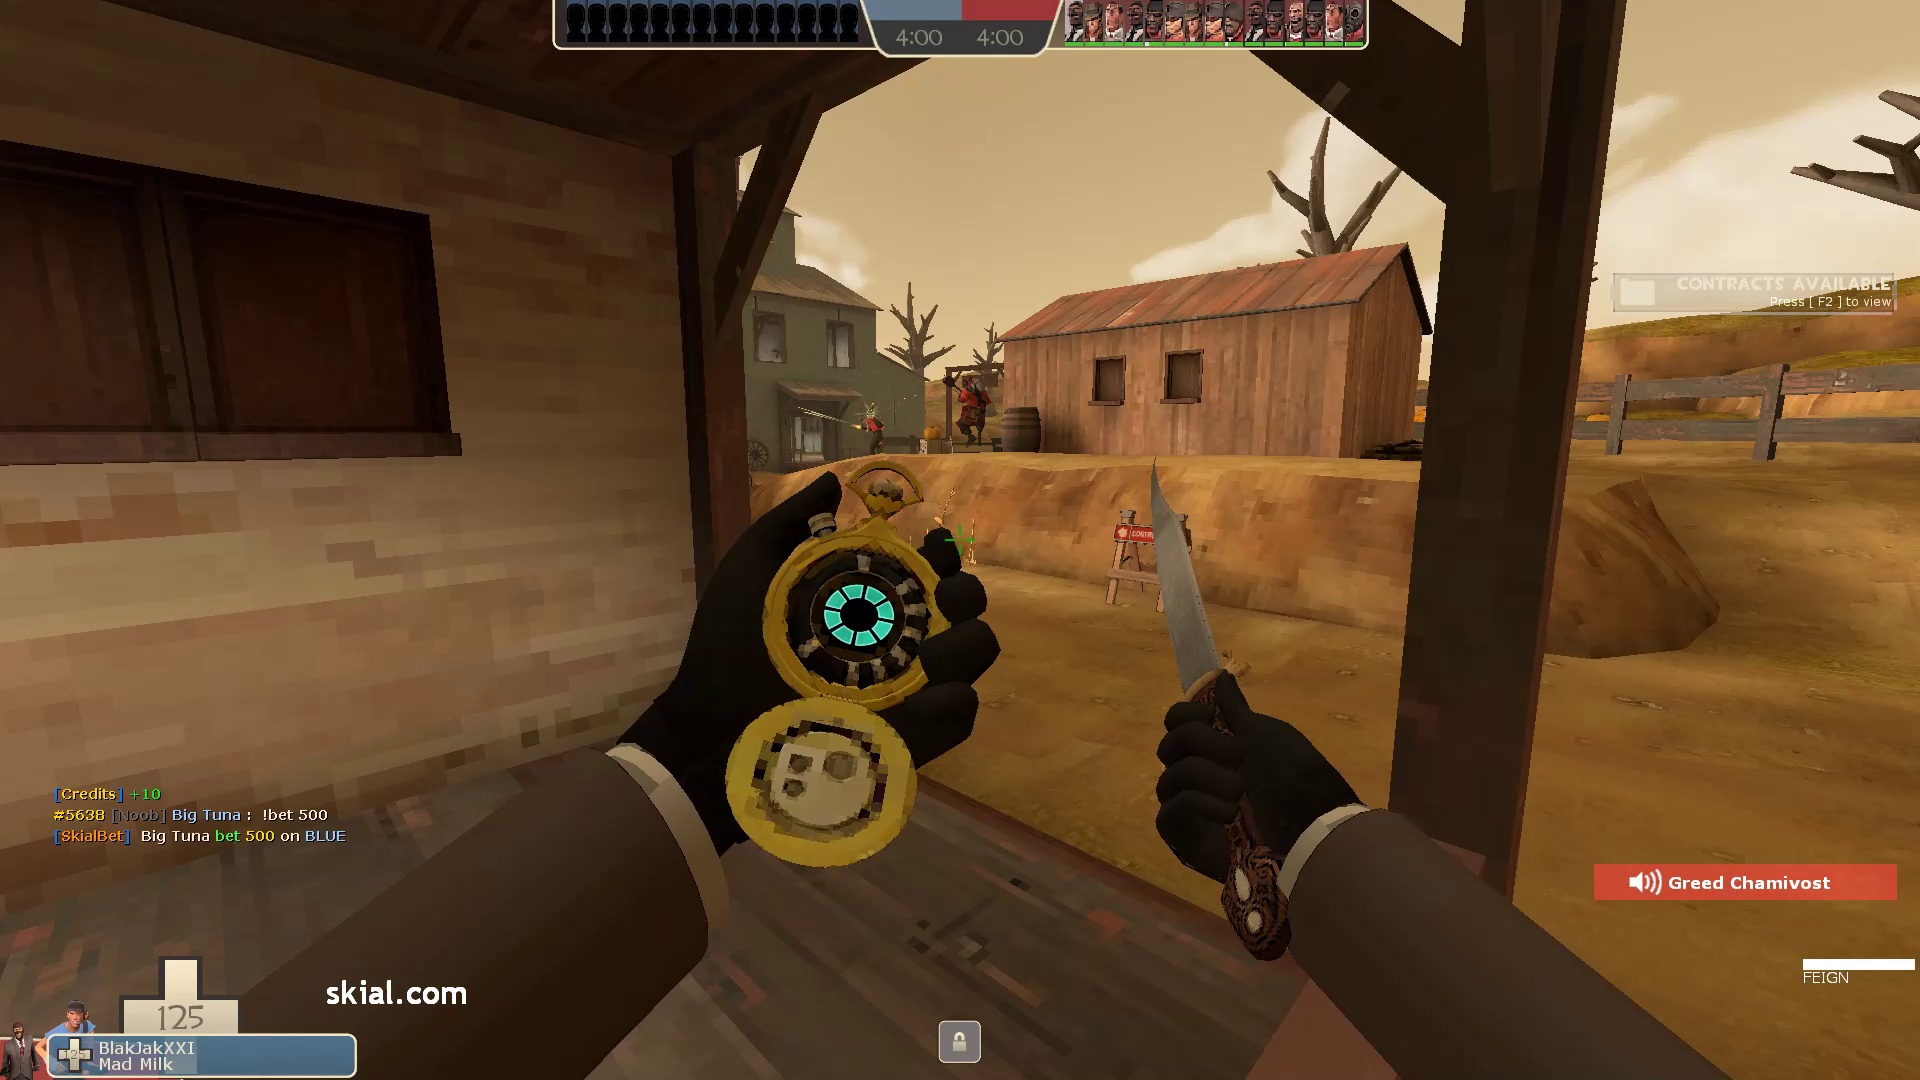 4:00 4:00
CONTRACTS AVAILABLE
Press [ F2 ] to view
[Credits] +10
#5638 [Noob] Big Tuna : !bet 500
[SkialBet] Big Tuna bet 500 on BLUE
Greed Chamivost
FEIGN
skial.com
125
BlakJakXXI
Mad Milk